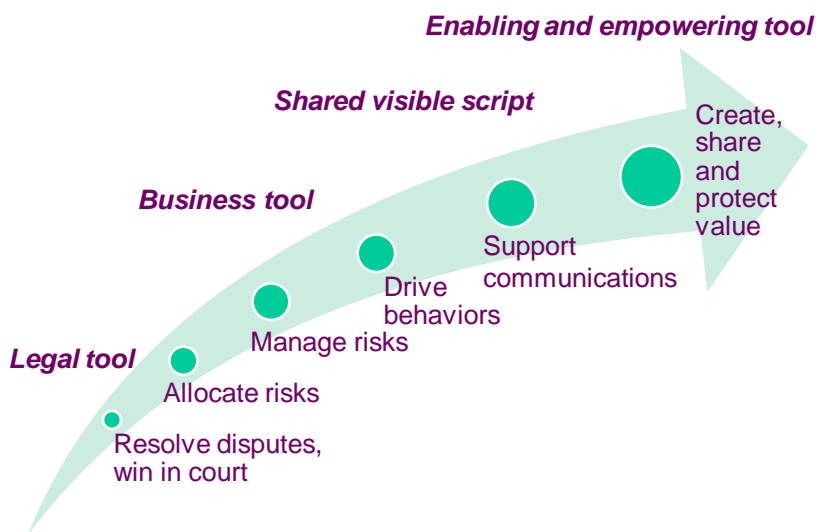 Enabling and empowering tool
Shared visible script
Business tool
Legal tool
Create,
share
and
protect
value
Support
communications
Drive
behaviors
Manage risks
Allocate risks
Resolve disputes,
win in court